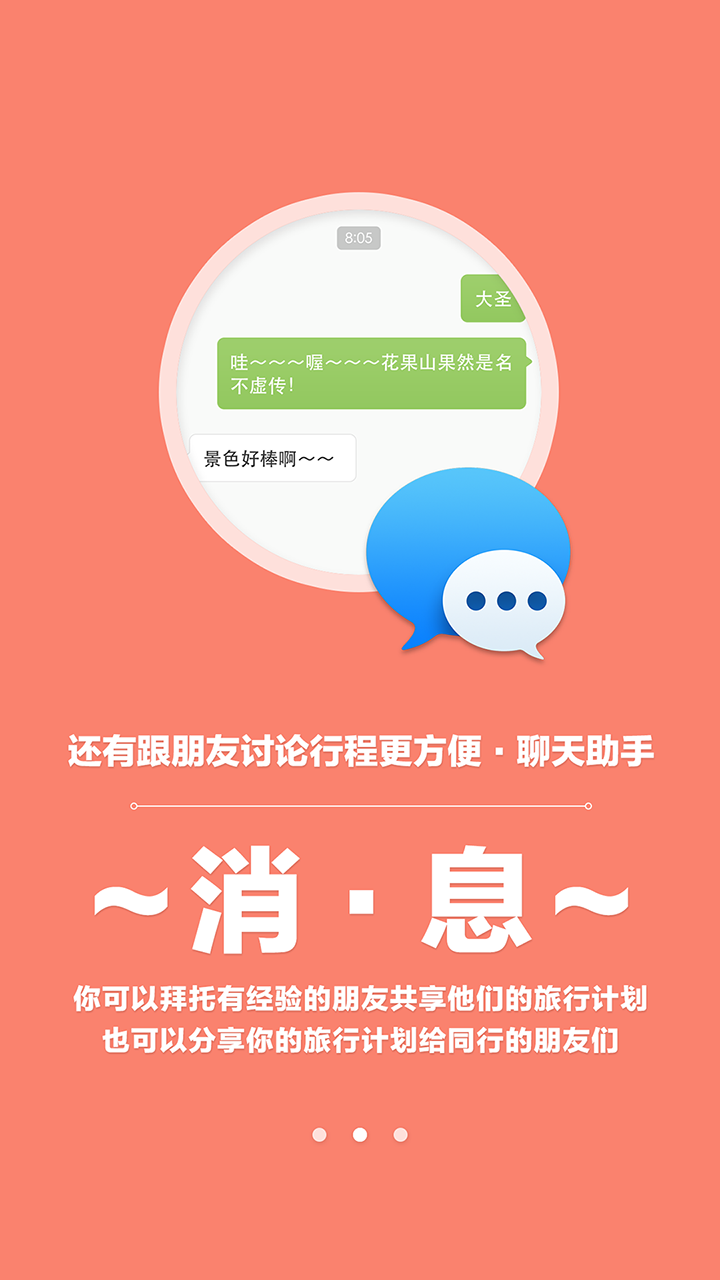 8:05
大圣
哇～～～喔～～～花果山果然是名
不虚传！
景色好棒啊～～
还有跟朋友讨论行程更方便·聊天助手
~消·息~
你可以拜托有经验的朋友共享他们的旅行计划
也可以分享你的旅行计划给同行的朋友们